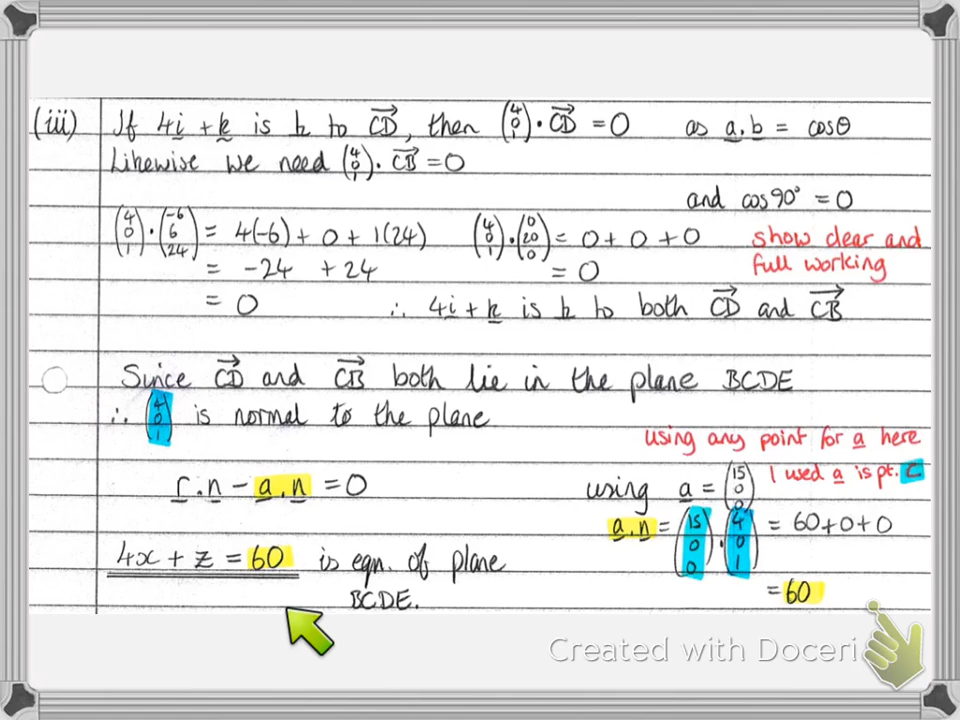 (iii) If 4i + k is ⊥ to CD, then (4 0 1) · CD = 0 as a.b = cosθ
Likewise we need (4 0 1) · CB = 0
and cos90° = 0
(4 0 1) · (-6 6 24) = 4(-6) + 0 + 1(24) (4 0 1) · (0 20 0) = 0 + 0 + 0 show clear and
= -24 + 24 = 0 full working
= 0 ∴ 4i + k is ⊥ to both CD and CB
Since CD and CB both lie in the plane BCDE
∴ (4 0 1) is normal to the plane
using any point for a here
I used a is pt. C
r.n - a.n = 0 using a = (15 0 0)
a.n = (15 0 0) · (4 0 1) = 60+0+0
4x + z = 60 is eqn. of plane
= 60
BCDE.
Created with Doceri